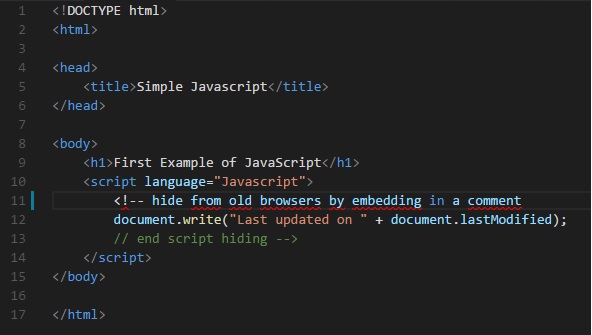 1 <!DOCTYPE html>
2 <html>
3
4 <head>
5 <title>Simple Javascript</title>
6 </head>
7
8 <body>
9 <h1>First Example of JavaScript</h1>
10 <script language="Javascript">
11 <!-- hide from old browsers by embedding in a comment
12 document.write("Last updated on " + document.lastModified);
13 // end script hiding -->
14 </script>
15 </body>
16
17 </html>